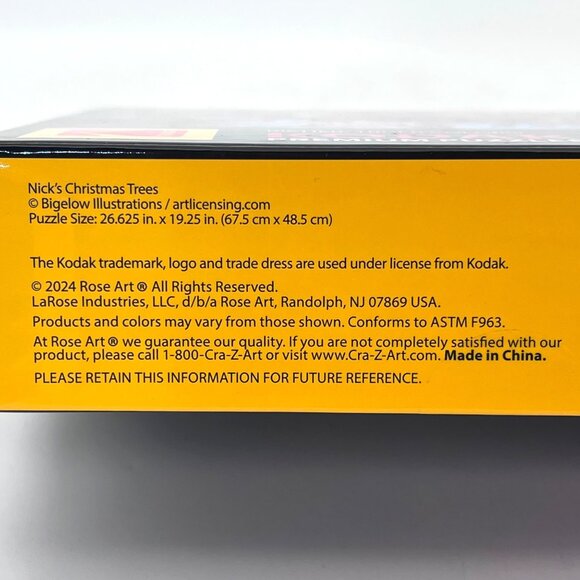 Nick's Christmas Trees
© Bigelow Illustrations / artlicensing.com
Puzzle Size: 26.625 in. x 19.25 in. (67.5 cm x 48.5 cm)
The Kodak trademark, logo and trade dress are used under license from Kodak.
© 2024 Rose Art ® All Rights Reserved.
LaRose Industries, LLC, d/b/a Rose Art, Randolph, NJ 07869 USA.
Products and colors may vary from those shown. Conforms to ASTM F963.
At Rose Art ® we guarantee our quality. If you are not completely satisfied with our
product, please call 1-800-Cra-Z-Art or visit www.Cra-Z-Art.com. Made in China.
PLEASE RETAIN THIS INFORMATION FOR FUTURE REFERENCE.